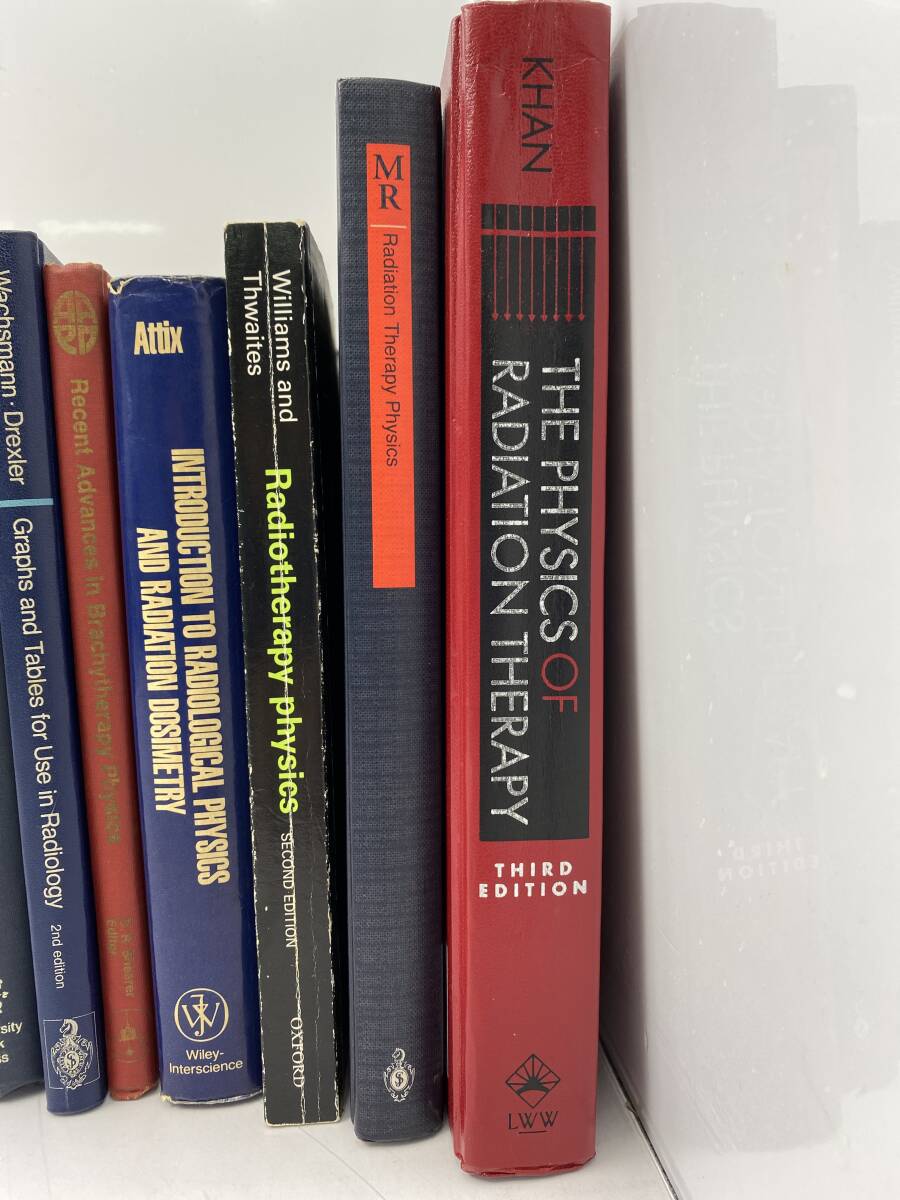 Wachsmann · Drexler
Graphs and Tables for Use in Radiology
2nd edition
Recent Advances in Brachytherapy Physics
Editor
Attix
INTRODUCTION TO RADIOLOGICAL PHYSICS
AND RADIATION DOSIMETRY
Wiley-
Interscience
Williams and
Thwaites
Radiotherapy physics
SECOND EDITION
OXFORD
M
R
Radiation Therapy Physics
KHAN
THE PHYSICS OF
RADIATION THERAPY
THIRD
EDITION
LWW